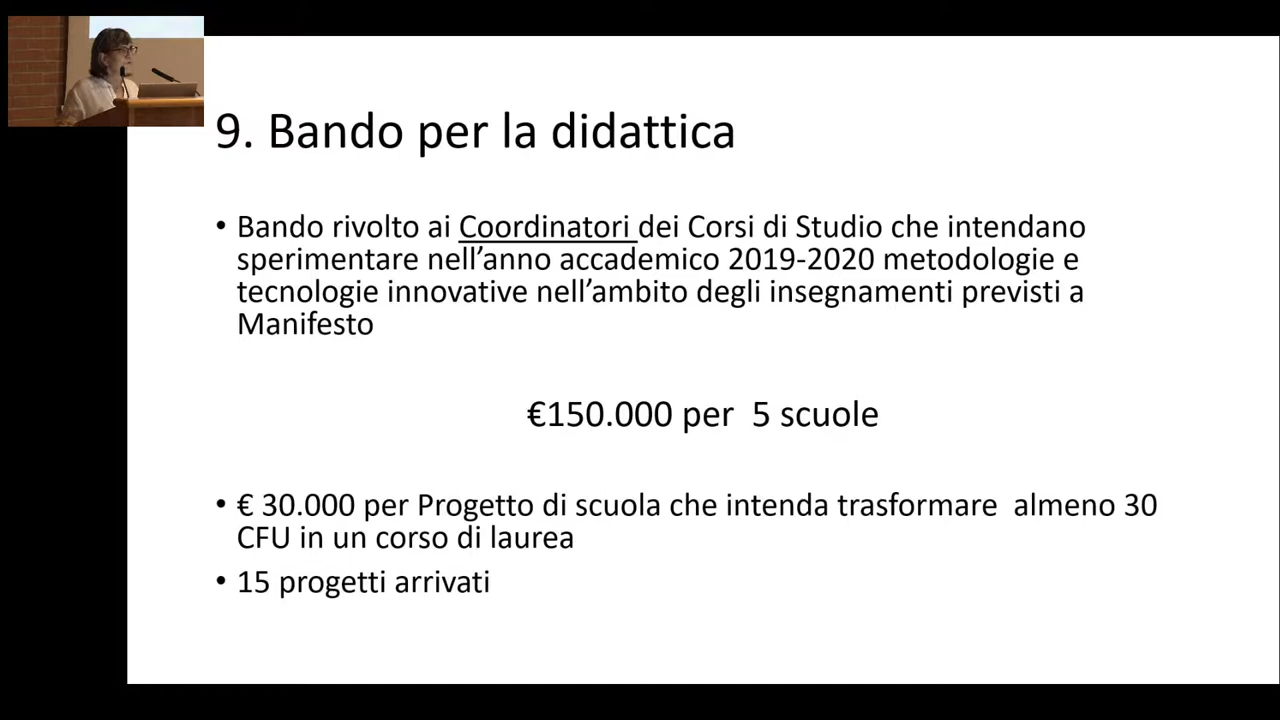 9. Bando per la didattica
• Bando rivolto ai Coordinatori dei Corsi di Studio che intendano
sperimentare nell’anno accademico 2019-2020 metodologie e
tecnologie innovative nell’ambito degli insegnamenti previsti a
Manifesto
€150.000 per  5 scuole
• € 30.000 per Progetto di scuola che intenda trasformare  almeno 30
CFU in un corso di laurea
• 15 progetti arrivati